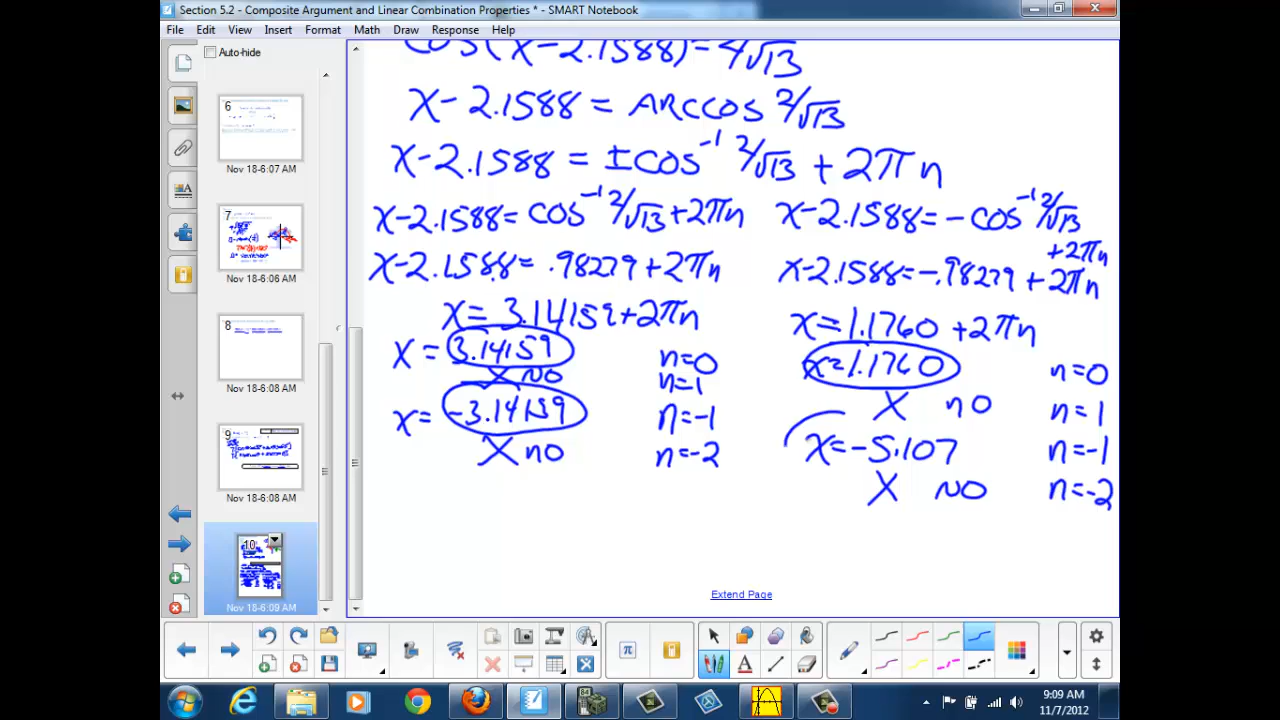 Section 5.2 - Composite Argument and Linear Combination Properties * - SMART Notebook
File Edit View Insert Format Math Draw Response Help
Auto-hide
6
Nov 18-6:07 AM
7
Nov 18-6:06 AM
8
Nov 18-6:08 AM
9
Nov 18-6:08 AM
10
Nov 18-6:09 AM
x-2.1588 = ARCCOS 2/√13
x-2.1588 = ±cos⁻¹ 2/√13 + 2πn
x-2.1588= cos⁻¹ 2/√13 + 2πn
x-2.1588= .98279 + 2πn
x= 3.14159+2πn
x = 3.14159 n=0
X NO n=1
x= -3.14159 n=-1
X no n=-2
x-2.1588= -cos⁻¹ 2/√13
+2πn
x-2.1588= -.98279 + 2πn
x=1.1760 +2πn
x=1.1760 n=0
X no n=1
x=-5.107 n=-1
X NO n=-2
Extend Page
9:09 AM
11/7/2012